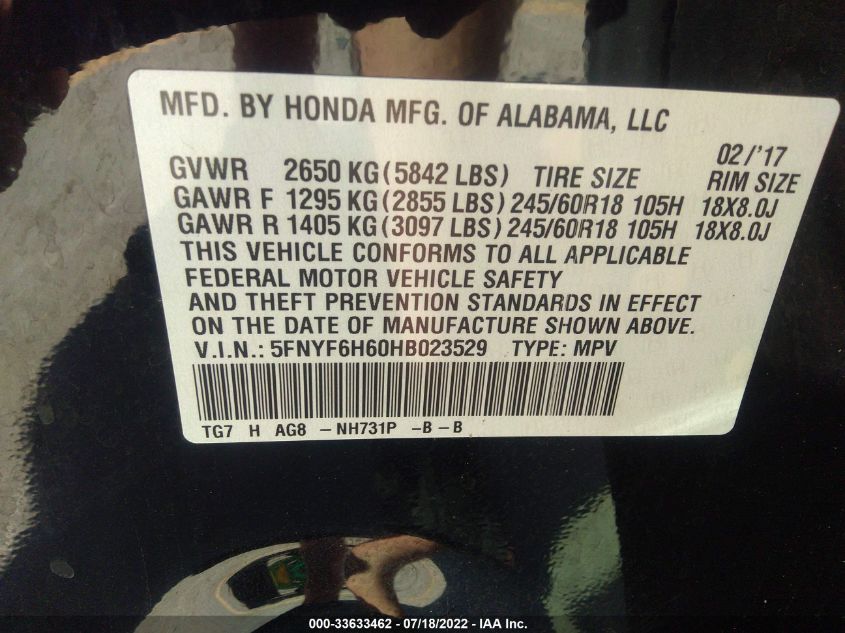 MFD. BY HONDA MFG. OF ALABAMA, LLC
02/'17
GVWR 2650 KG (5842 LBS) TIRE SIZE RIM SIZE
GAWR F 1295 KG (2855 LBS) 245/60R18 105H 18X8.0J
GAWR R 1405 KG (3097 LBS) 245/60R18 105H 18X8.0J
THIS VEHICLE CONFORMS TO ALL APPLICABLE
FEDERAL MOTOR VEHICLE SAFETY
AND THEFT PREVENTION STANDARDS IN EFFECT
ON THE DATE OF MANUFACTURE SHOWN ABOVE.
V.I.N.: 5FNYF6H60HB023529 TYPE: MPV
TG7 H AG8 -NH731P -B-B
000-33633462 - 07/18/2022 - IAA Inc.